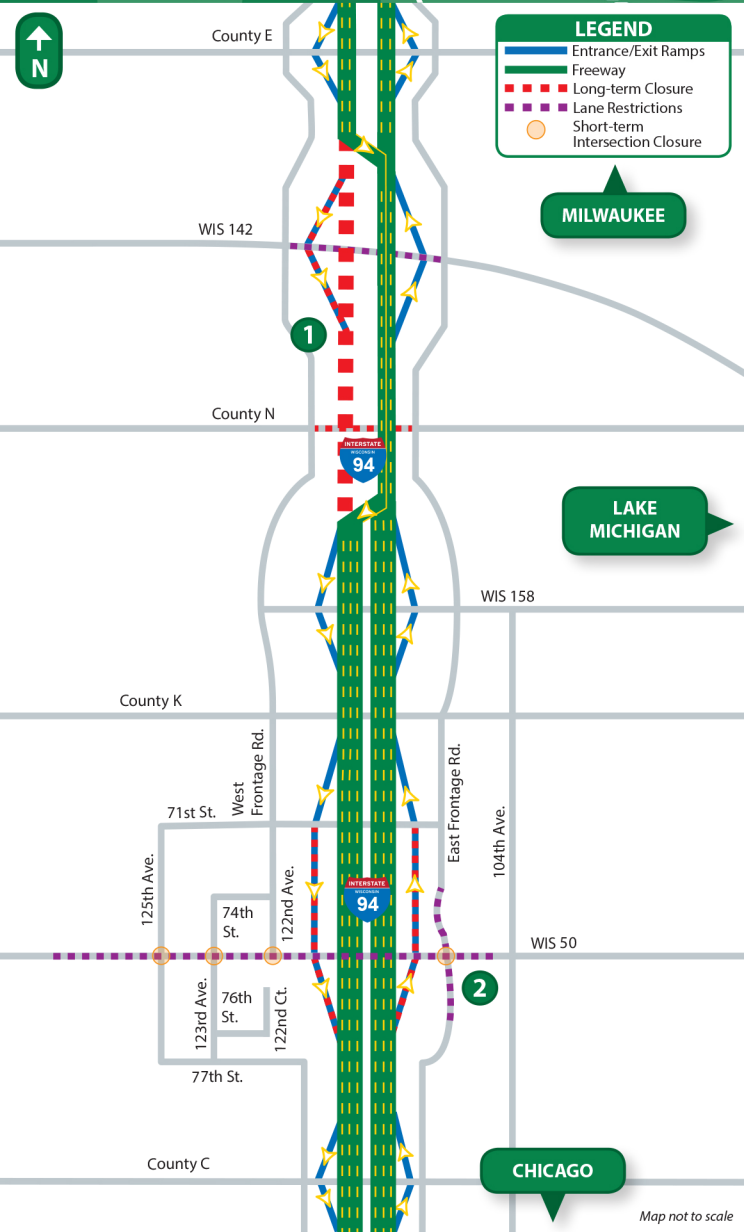 N
County E
LEGEND
Entrance/Exit Ramps
Freeway
Long-term Closure
Lane Restrictions
Short-term
Intersection Closure
MILWAUKEE
WIS 142
1
County N
INTERSTATE
WISCONSIN
94
LAKE
MICHIGAN
WIS 158
County K
West
Frontage Rd.
East Frontage Rd.
104th Ave.
71st St.
125th Ave.
122nd Ave.
74th
St.
INTERSTATE
WISCONSIN
94
WIS 50
2
123rd Ave.
76th
St.
122nd Ct.
77th St.
County C
CHICAGO
Map not to scale